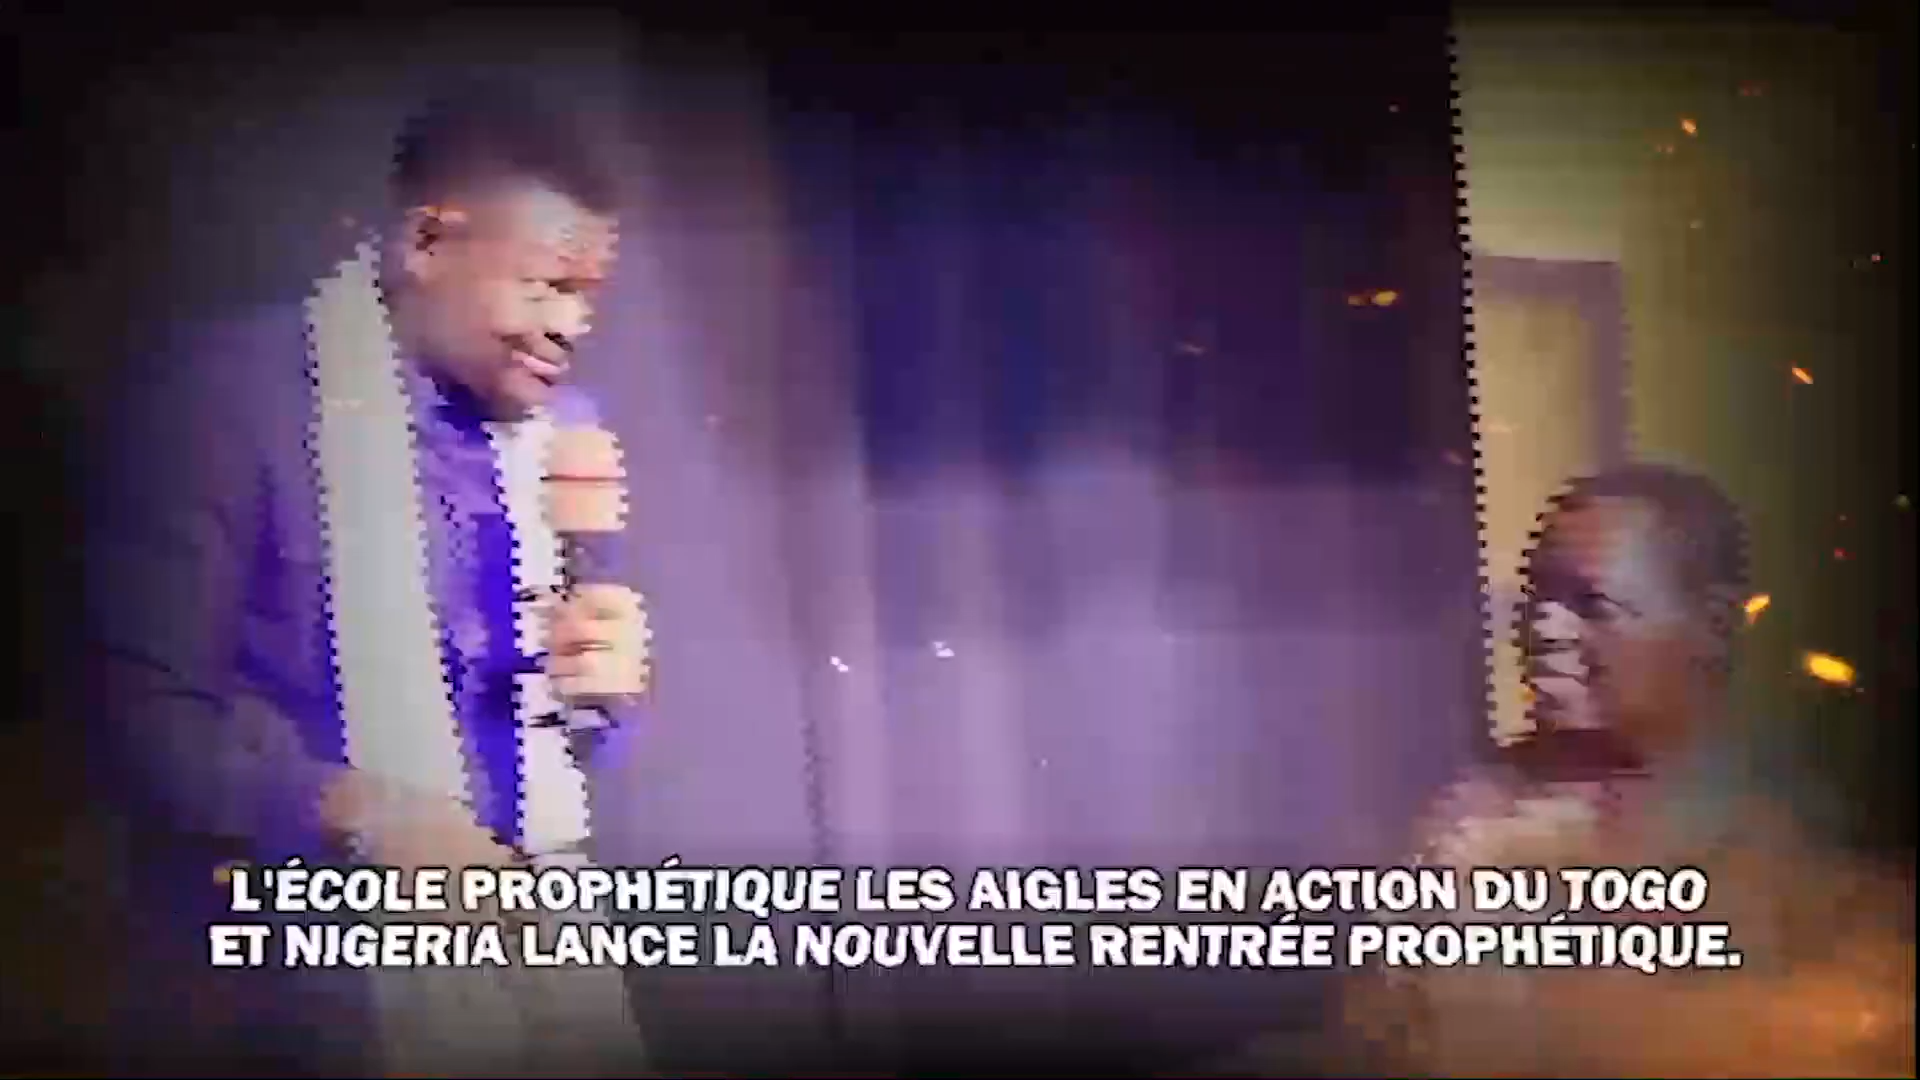 L'ÉCOLE PROPHÉTIQUE LES AIGLES EN ACTION DU TOGO
ET NIGERIA LANCE LA NOUVELLE RENTRÉE PROPHÉTIQUE.